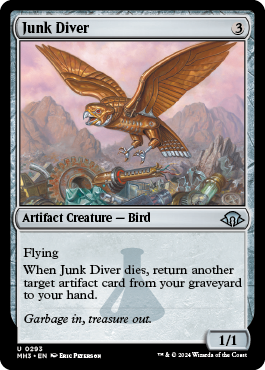 Junk Diver 3
Artifact Creature — Bird
Flying
When Junk Diver dies, return another
target artifact card from your graveyard
to your hand.
Garbage in, treasure out.
1/1
U 0293
MH3 • EN ERIC PETERSON
™ & © 2024 Wizards of the Coast